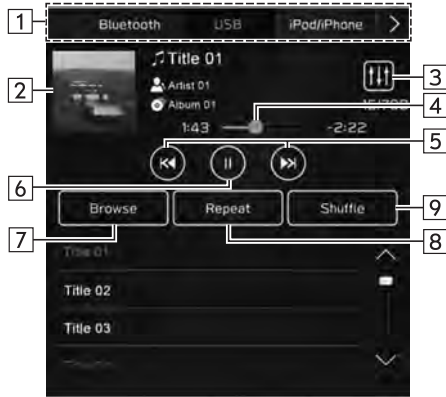 1 Bluetooth USB iPod/iPhone
2 Title 01
3
Artist 01
4
Album 01
1:43 -2:22
5
6
Browse Repeat Shuffle 9
7 8
Title 01
Title 02
Title 03